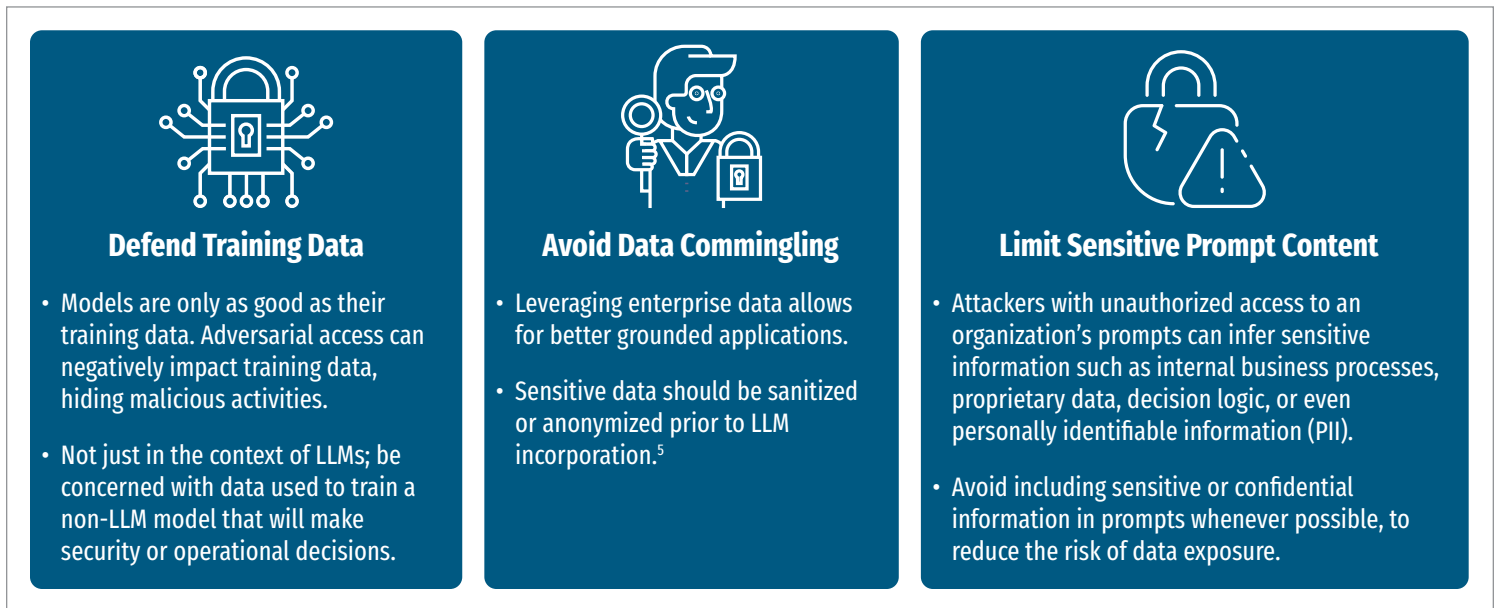 Defend Training Data
• Models are only as good as their
training data. Adversarial access can
negatively impact training data,
hiding malicious activities.
• Not just in the context of LLMs; be
concerned with data used to train a
non-LLM model that will make
security or operational decisions.
Avoid Data Commingling
• Leveraging enterprise data allows
for better grounded applications.
• Sensitive data should be sanitized
or anonymized prior to LLM
incorporation.⁵
Limit Sensitive Prompt Content
• Attackers with unauthorized access to an
organization’s prompts can infer sensitive
information such as internal business processes,
proprietary data, decision logic, or even
personally identifiable information (PII).
• Avoid including sensitive or confidential
information in prompts whenever possible, to
reduce the risk of data exposure.